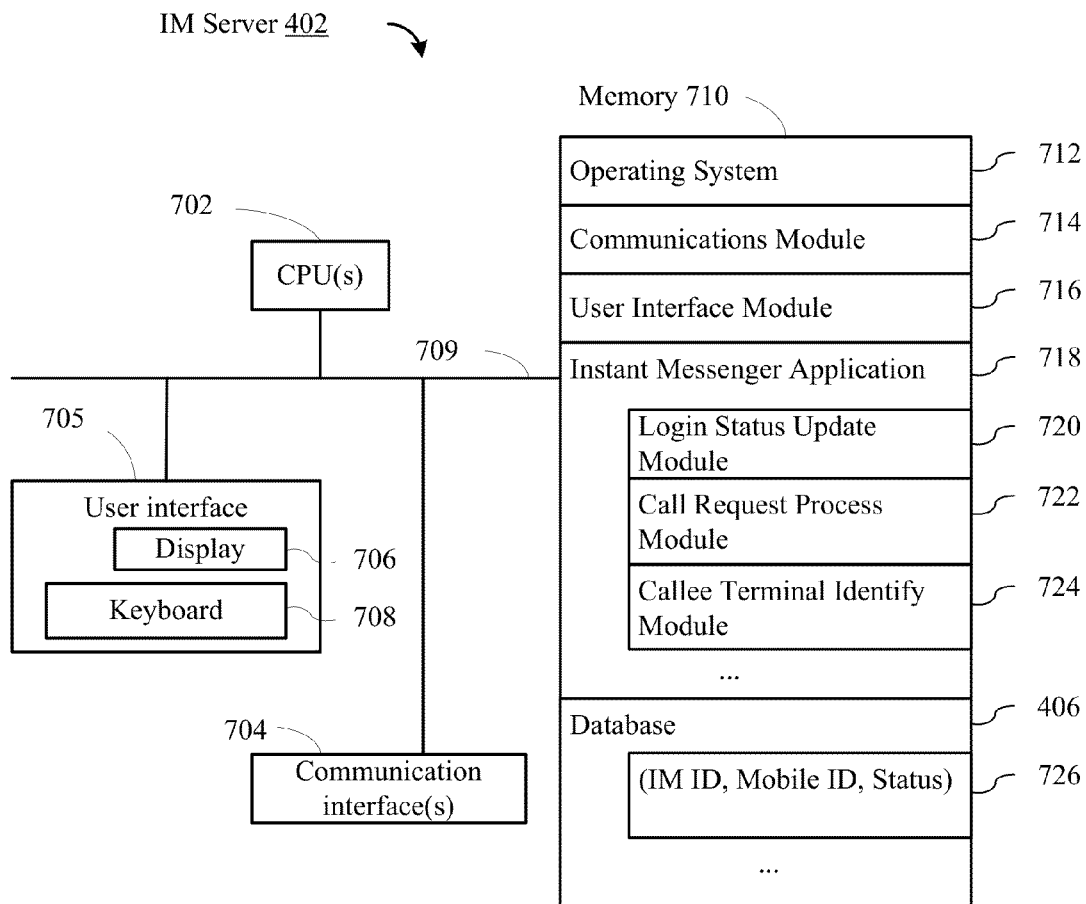 IM Server 402
Memory 710
Operating System
712
Communications Module
714
User Interface Module
716
Instant Messenger Application
718
Login Status Update
Module
720
Call Request Process
Module
722
Callee Terminal Identify
Module
724
...
Database
406
(IM ID, Mobile ID, Status)
726
...
702
CPU(s)
709
705
User interface
Display
706
Keyboard
708
704
Communication
interface(s)